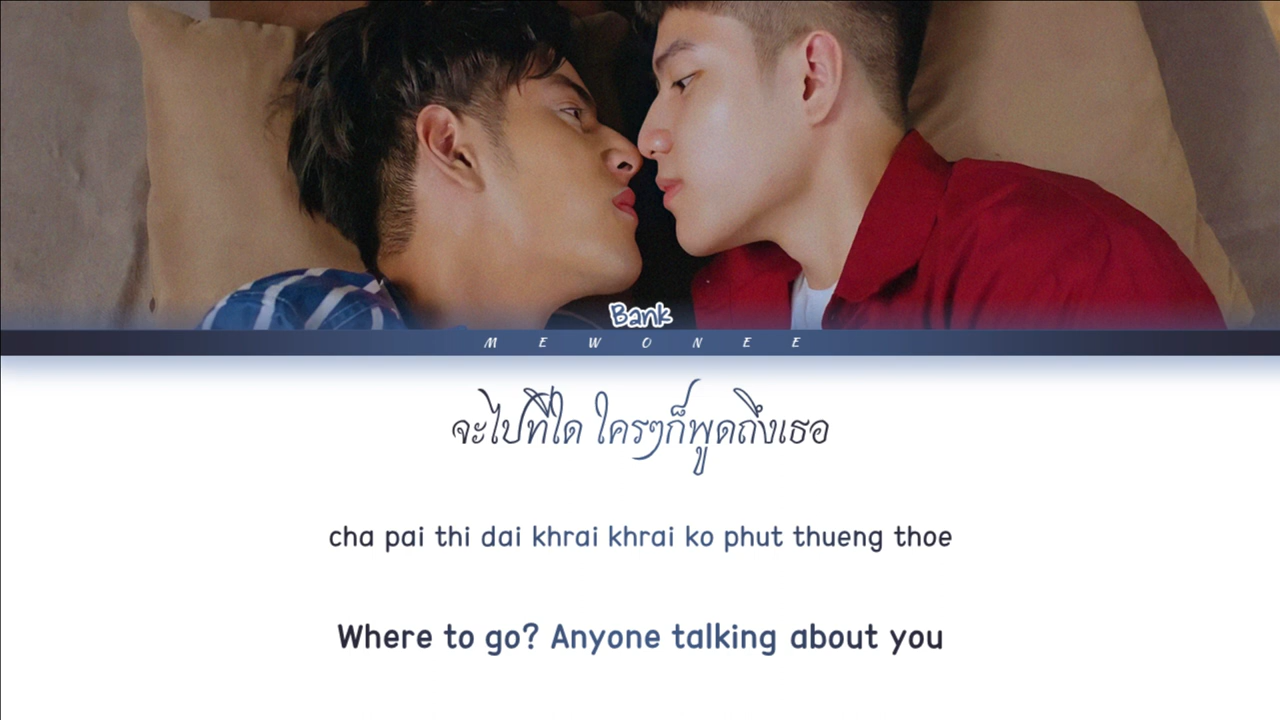 Bank
MEWONEE
จะไปที่ใด ใครๆก็พูดถึงเธอ
cha pai thi dai khrai khrai ko phut thueng thoe
Where to go? Anyone talking about you